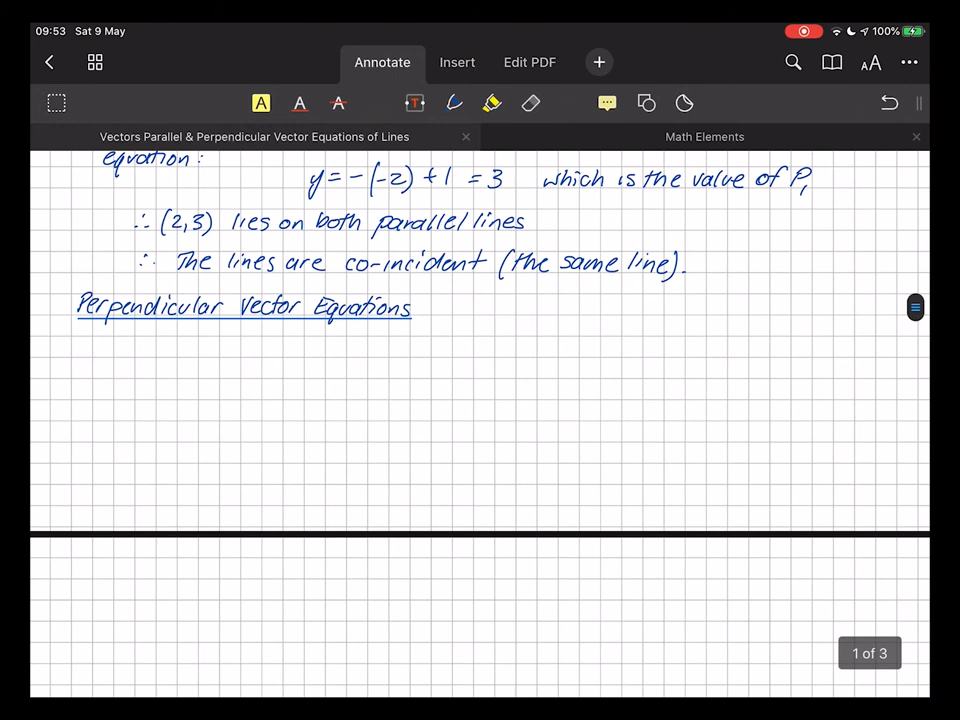 09:53 Sat 9 May 100%
Annotate Insert Edit PDF
Vectors Parallel & Perpendicular Vector Equations of Lines Math Elements
equation:
y = -(-2) + 1 = 3 which is the value of P₁
∴ (2,3) lies on both parallel lines
∴ The lines are co-incident (the same line).
Perpendicular Vector Equations
1 of 3